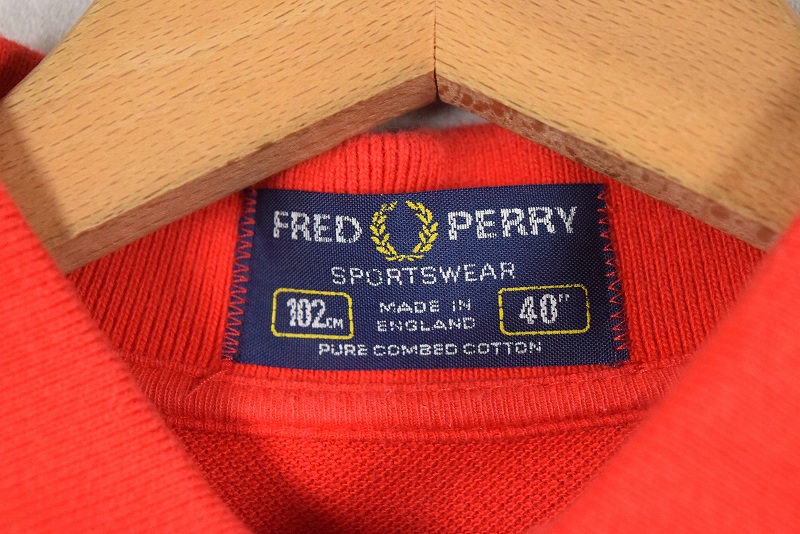 FRED PERRY
SPORTSWEAR
102CM
MADE IN
ENGLAND
40"
PURE COMBED COTTON